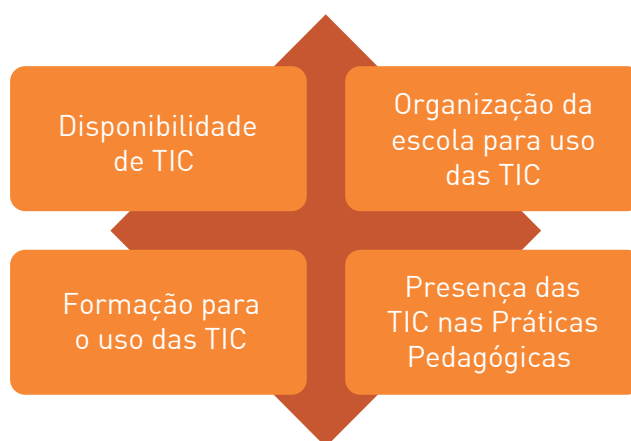 Disponibilidade
de TIC
Organização da
escola para uso
das TIC
Formação para
o uso das TIC
Presença das
TIC nas Práticas
Pedagógicas